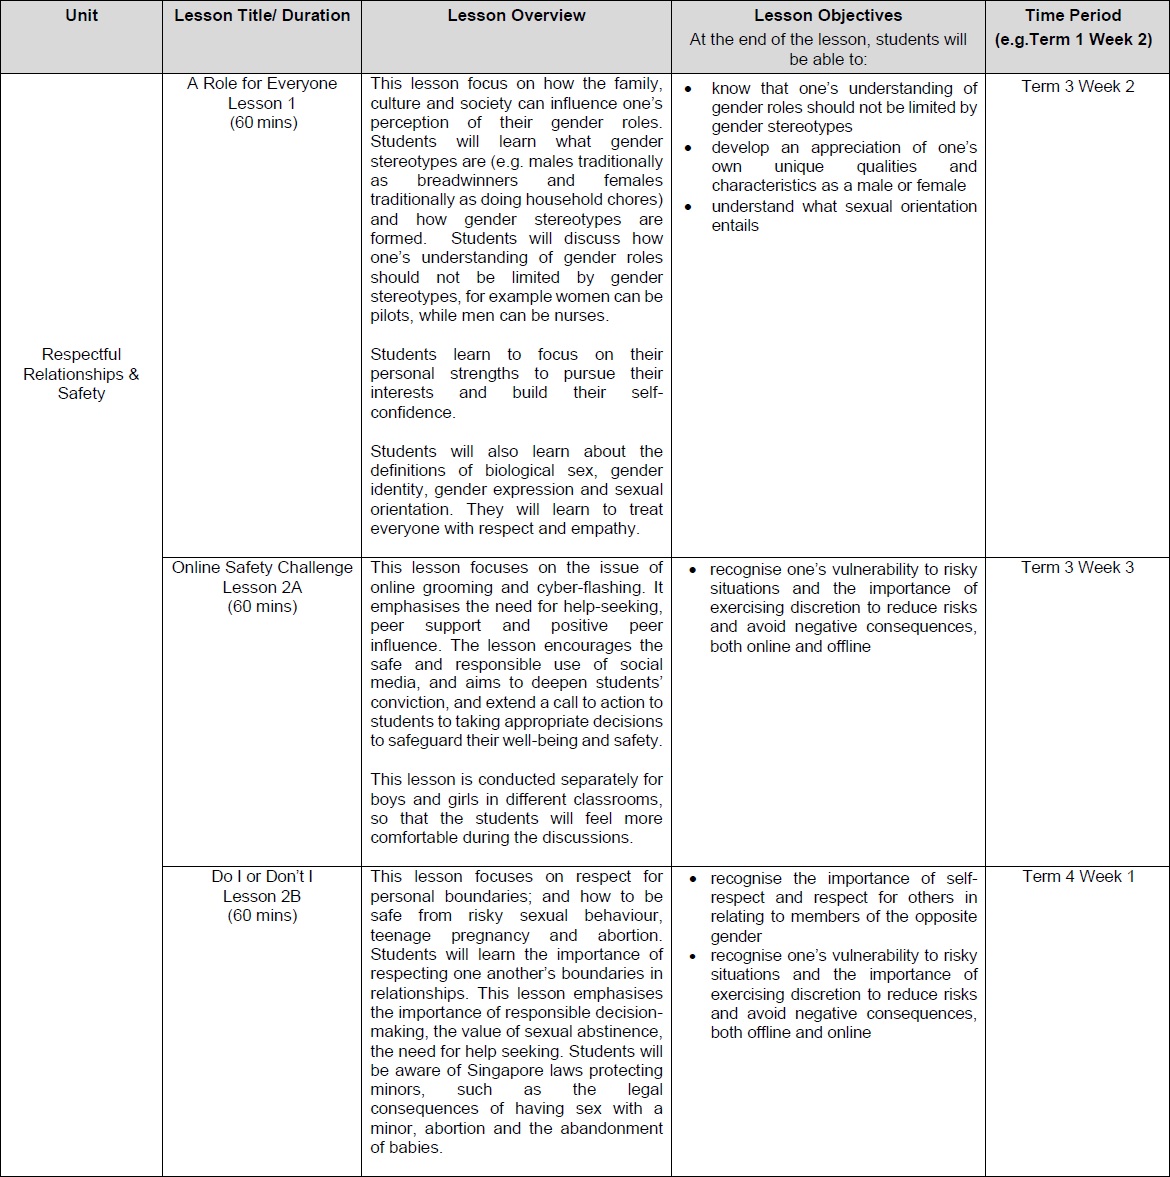 Unit
Lesson Title/ Duration
Lesson Overview
Lesson Objectives
At the end of the lesson, students will
be able to:
Time Period
(e.g.Term 1 Week 2)
Respectful
Relationships &
Safety
A Role for Everyone
Lesson 1
(60 mins)
This lesson focus on how the family,
culture and society can influence one's
perception of their gender roles.
Students will learn what gender
stereotypes are (e.g. males traditionally
as breadwinners and females
traditionally as doing household chores)
and how gender stereotypes are
formed. Students will discuss how
one's understanding of gender roles
should not be limited by gender
stereotypes, for example women can be
pilots, while men can be nurses.
Students learn to focus on their
personal strengths to pursue their
interests and build their self-
confidence.
Students will also learn about the
definitions of biological sex, gender
identity, gender expression and sexual
orientation. They will learn to treat
everyone with respect and empathy.
• know that one's understanding of
gender roles should not be limited by
gender stereotypes
• develop an appreciation of one's
own unique qualities and
characteristics as a male or female
• understand what sexual orientation
entails
Term 3 Week 2
Online Safety Challenge
Lesson 2A
(60 mins)
This lesson focuses on the issue of
online grooming and cyber-flashing. It
emphasises the need for help-seeking,
peer support and positive peer
influence. The lesson encourages the
safe and responsible use of social
media, and aims to deepen students'
conviction, and extend a call to action to
students to taking appropriate decisions
to safeguard their well-being and safety.
This lesson is conducted separately for
boys and girls in different classrooms,
so that the students will feel more
comfortable during the discussions.
• recognise one's vulnerability to risky
situations and the importance of
exercising discretion to reduce risks
and avoid negative consequences,
both online and offline
Term 3 Week 3
Do I or Don't I
Lesson 2B
(60 mins)
This lesson focuses on respect for
personal boundaries; and how to be
safe from risky sexual behaviour,
teenage pregnancy and abortion.
Students will learn the importance of
respecting one another's boundaries in
relationships. This lesson emphasises
the importance of responsible decision-
making, the value of sexual abstinence,
the need for help seeking. Students will
be aware of Singapore laws protecting
minors, such as the legal
consequences of having sex with a
minor, abortion and the abandonment
of babies.
• recognise the importance of self-
respect and respect for others in
relating to members of the opposite
gender
• recognise one's vulnerability to risky
situations and the importance of
exercising discretion to reduce risks
and avoid negative consequences,
both offline and online
Term 4 Week 1